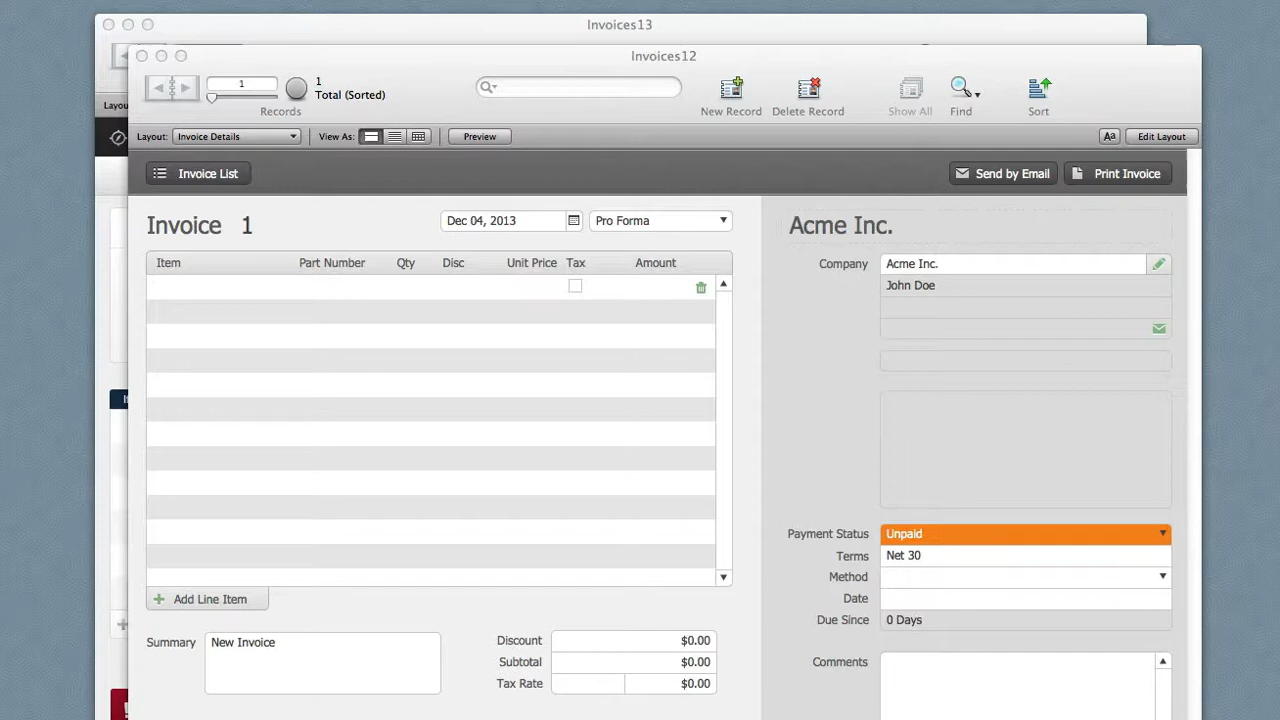 Invoices13
Invoices12
1
1
Total (Sorted)
Records
New Record
Delete Record
Show All
Find
Sort
Layou
Layout:
Invoice Details
View As:
Preview
Aa
Edit Layout
Invoice List
Send by Email
Print Invoice
Invoice 1
Dec 04, 2013
Pro Forma
Item Part Number Qty Disc Unit Price Tax Amount
Add Line Item
Summary
New Invoice
Discount $0.00
Subtotal $0.00
Tax Rate $0.00
Acme Inc.
Company Acme Inc.
John Doe
Payment Status Unpaid
Terms Net 30
Method
Date
Due Since 0 Days
Comments